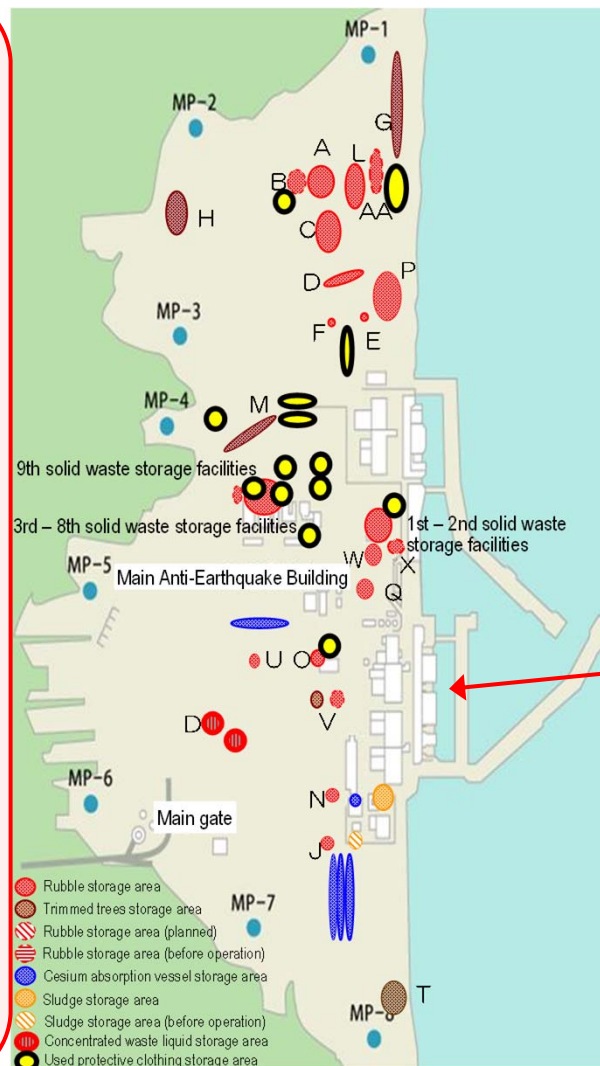 MP-1
MP-2
G
A
L
B
AA
H
C
D
P
F
E
MP-3
M
MP-4
9th solid waste storage facilities
3rd – 8th solid waste storage facilities
1st – 2nd solid waste
storage facilities
W
X
MP-5
Main Anti-Earthquake Building
Q
U
O
V
D
MP-6
N
Main gate
J
MP-7
T
MP-8
Rubble storage area
Trimmed trees storage area
Rubble storage area (planned)
Rubble storage area (before operation)
Cesium absorption vessel storage area
Sludge storage area
Sludge storage area (before operation)
Concentrated waste liquid storage area
Used protective clothing storage area